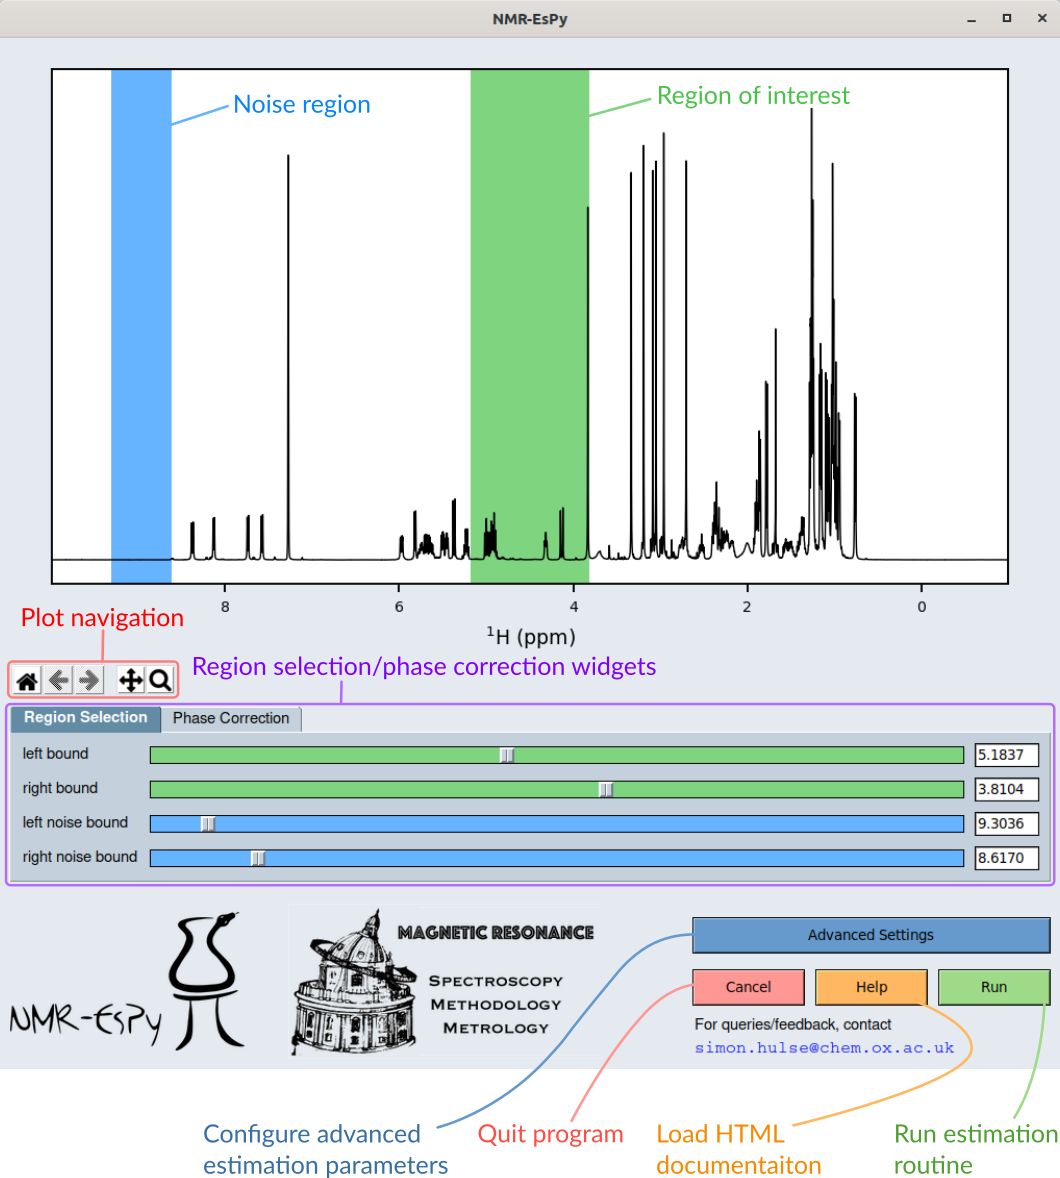 NMR-EsPy
Noise region
Region of interest
8 6 4 2 0
¹H (ppm)
Plot navigation
Region selection/phase correction widgets
Region Selection Phase Correction
left bound 5.1837
right bound 3.8104
left noise bound 9.3036
right noise bound 8.6170
NMR-EsPy
MAGNETIC RESONANCE
SPECTROSCOPY
METHODOLOGY
METROLOGY
Advanced Settings
Cancel Help Run
For queries/feedback, contact
simon.hulse@chem.ox.ac.uk
Configure advanced
estimation parameters
Quit program
Load HTML
documentaiton
Run estimation
routine